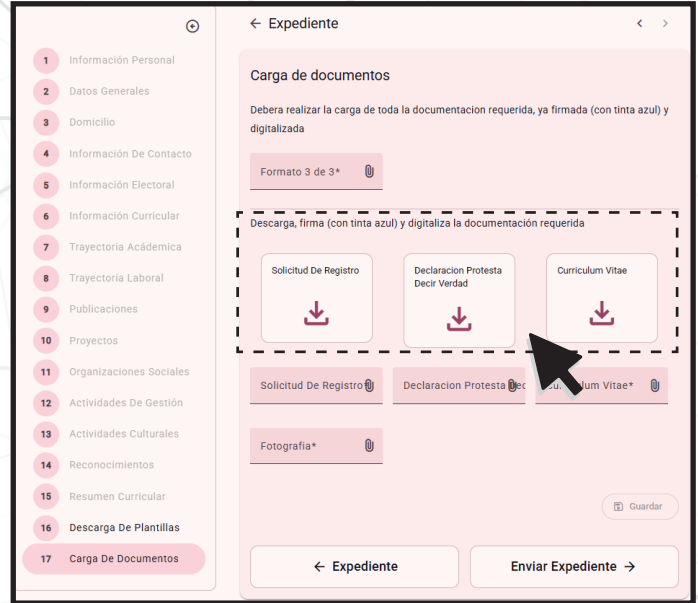 1 Información Personal
2 Datos Generales
3 Domicilio
4 Información De Contacto
5 Información Electoral
6 Información Curricular
7 Trayectoria Acádemica
8 Trayectoria Laboral
9 Publicaciones
10 Proyectos
11 Organizaciones Sociales
12 Actividades De Gestión
13 Actividades Culturales
14 Reconocimientos
15 Resumen Curricular
16 Descarga De Plantillas
17 Carga De Documentos
← Expediente
Carga de documentos
Debera realizar la carga de toda la documentacion requerida, ya firmada (con tinta azul) y
digitalizada
Formato 3 de 3*
Descarga, firma (con tinta azul) y digitaliza la documentación requerida
Solicitud De Registro
Declaracion Protesta
Decir Verdad
Curriculum Vitae
Solicitud De Registro*
Declaracion Protesta
Vitae*
Fotografia*
Guardar
← Expediente
Enviar Expediente →